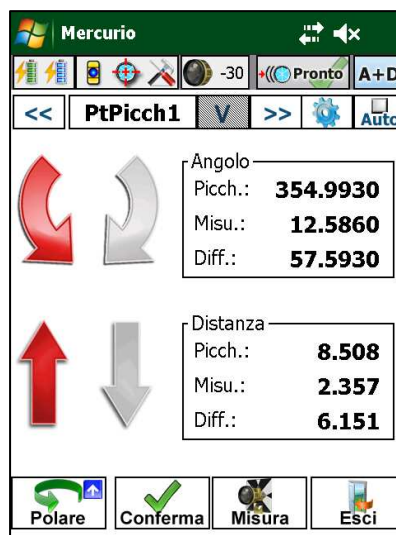 Mercurio
-30 Pronto A+D
<< PtPicch1 V >> Auto
Angolo
Picch.: 354.9930
Misu.: 12.5860
Diff.: 57.5930
Distanza
Picch.: 8.508
Misu.: 2.357
Diff.: 6.151
Polare Conferma Misura Esci